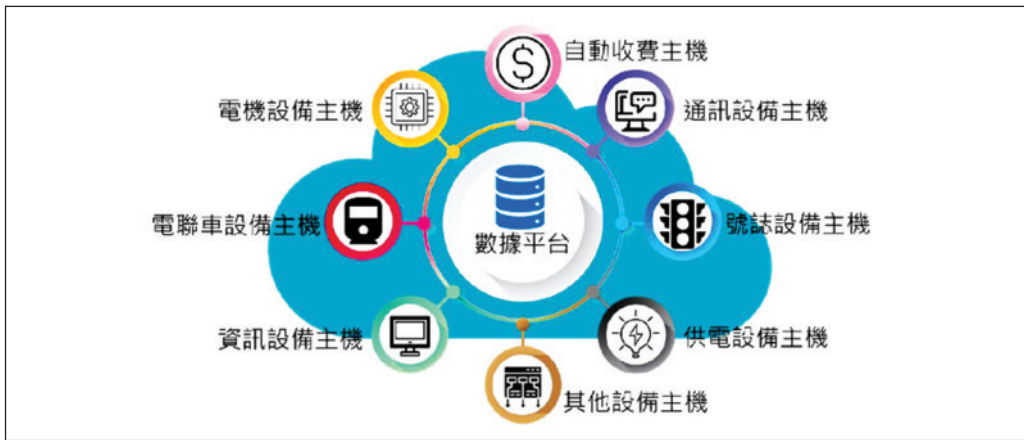 自動收費主機
電機設備主機
通訊設備主機
電聯車設備主機
數據平台
號誌設備主機
資訊設備主機
供電設備主機
其他設備主機